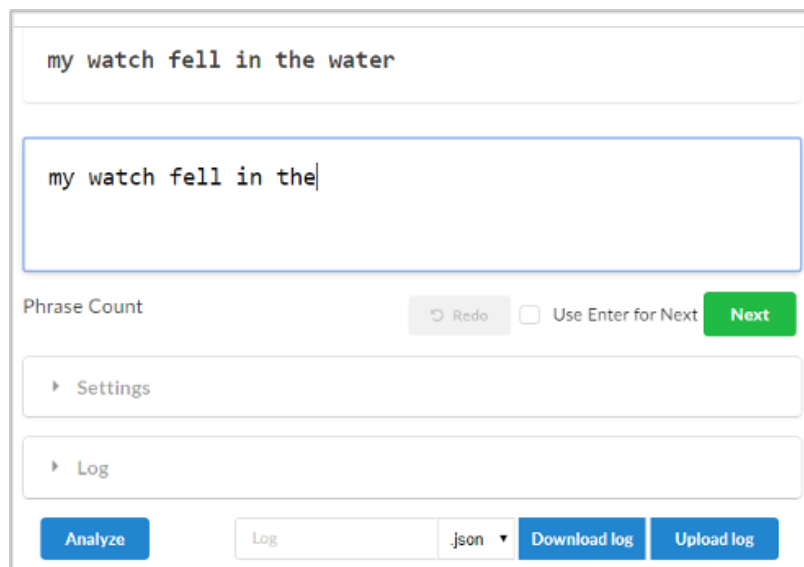 my watch fell in the water
my watch fell in the
Phrase Count Redo Use Enter for Next Next
Settings
Log
Analyze Log .json Download log Upload log